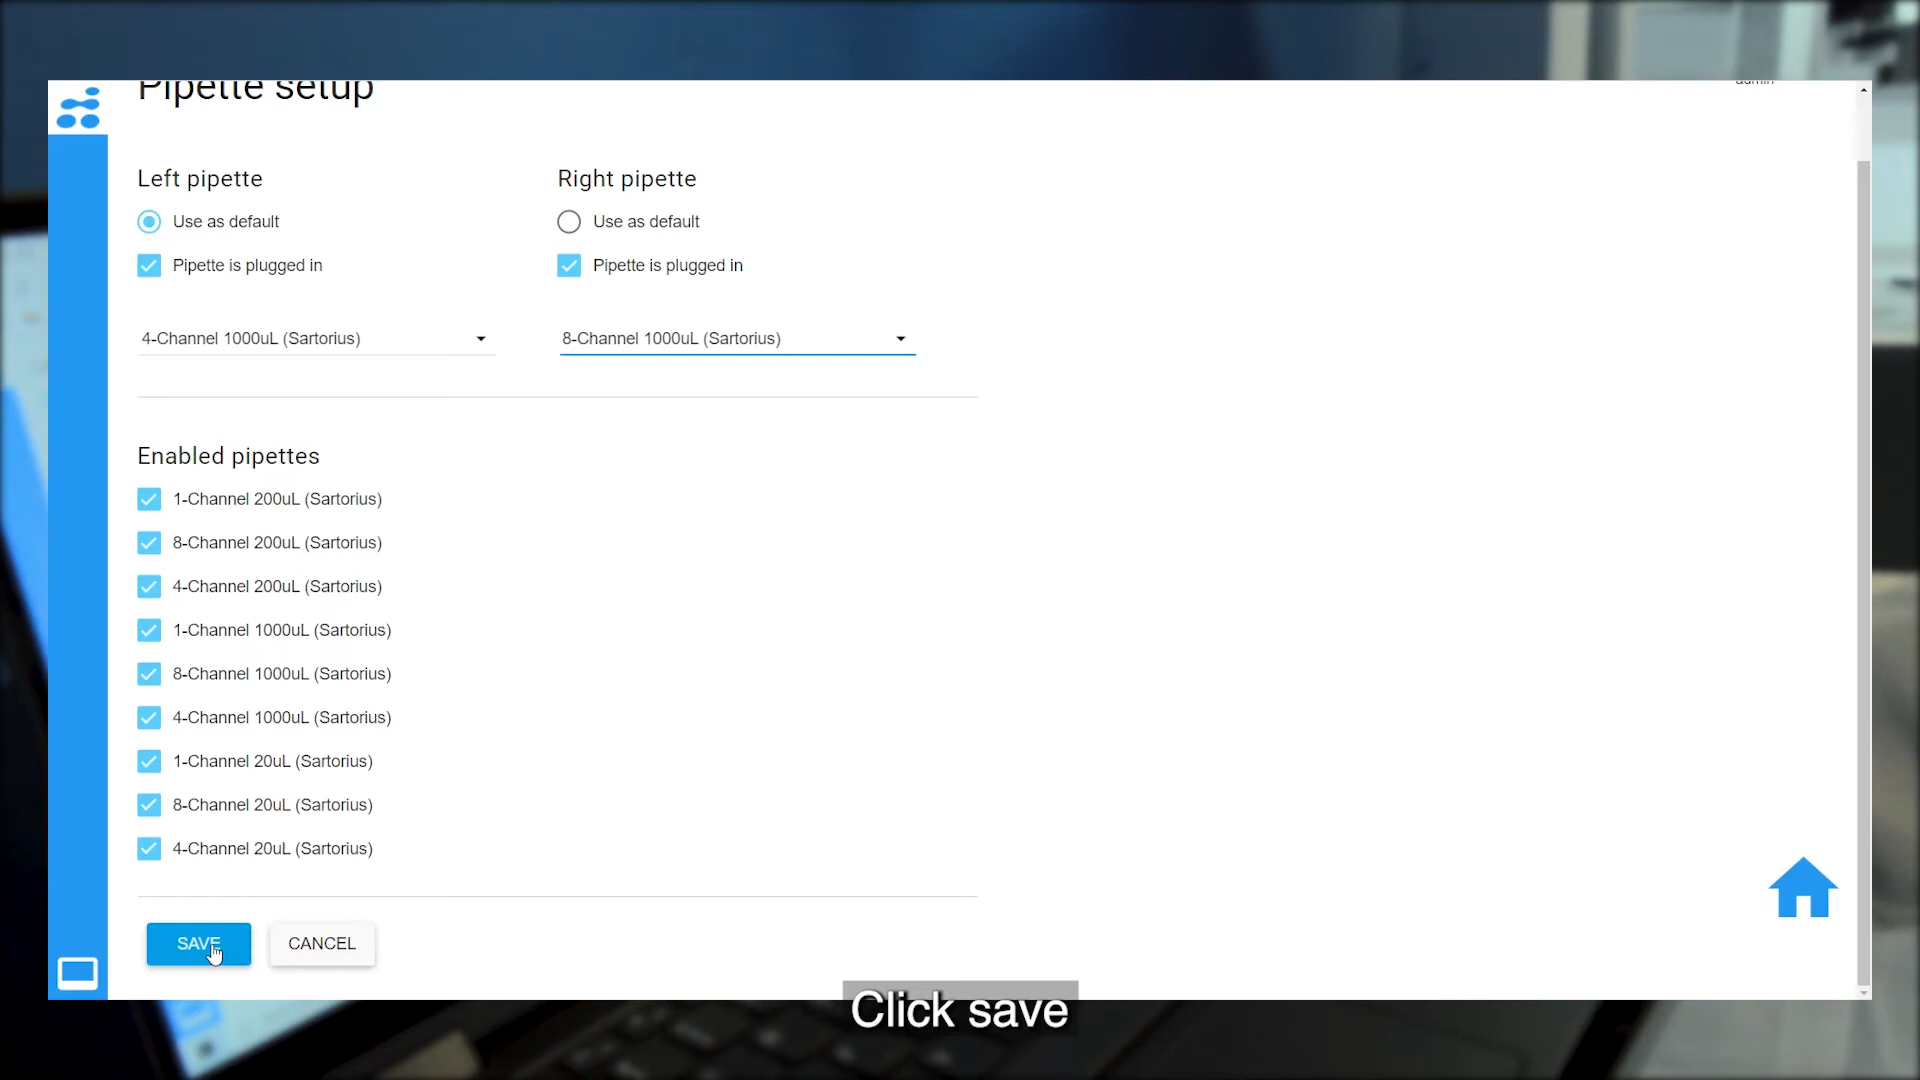 Pipette setup
admin
Left pipette
Right pipette
Use as default
Use as default
Pipette is plugged in
Pipette is plugged in
4-Channel 1000uL (Sartorius)
8-Channel 1000uL (Sartorius)
Enabled pipettes
1-Channel 200uL (Sartorius)
8-Channel 200uL (Sartorius)
4-Channel 200uL (Sartorius)
1-Channel 1000uL (Sartorius)
8-Channel 1000uL (Sartorius)
4-Channel 1000uL (Sartorius)
1-Channel 20uL (Sartorius)
8-Channel 20uL (Sartorius)
4-Channel 20uL (Sartorius)
SAVE
CANCEL
Click save